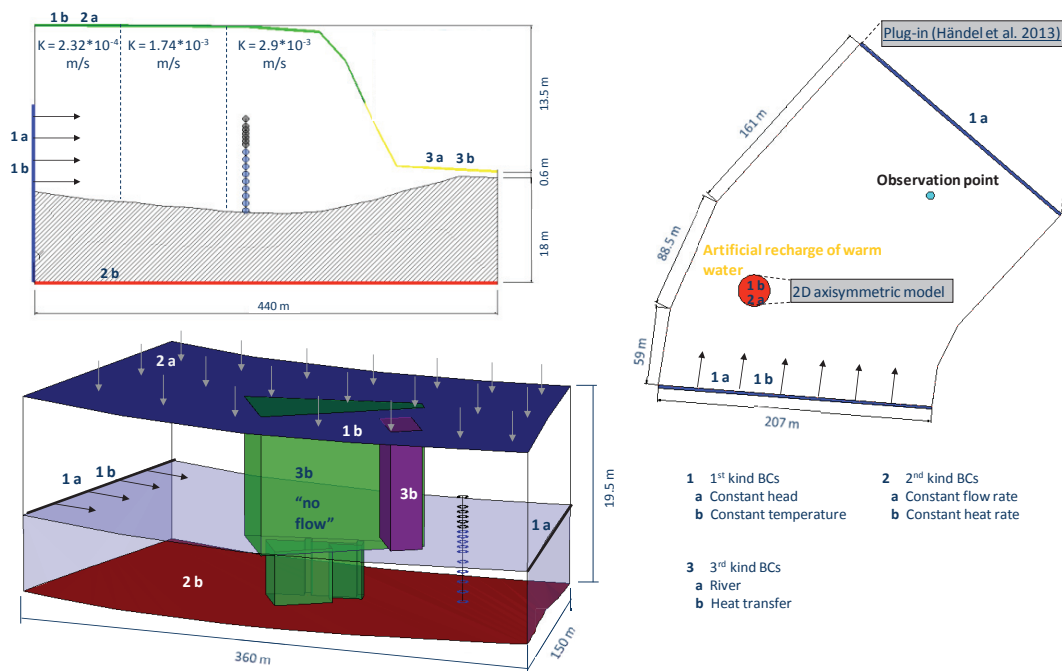 1 b 2 a
K = 2.32*10-4 m/s
K = 1.74*10-3 m/s
K = 2.9*10-3 m/s
1 a
1 b
3 a 3 b
2 b
13.5 m
0.6 m
18 m
440 m
Plug-in (Händel et al. 2013)
1 a
161 m
Observation point
88.5 m
Artificial recharge of warm
water
1 b
2 a
2D axisymmetric model
59 m
1 a 1 b
207 m
2 a
1 b
1 a 1 b
3 b
"no
flow"
3 b
1 a
2 b
19.5 m
360 m
150 m
1 1st kind BCs
a Constant head
b Constant temperature
2 2nd kind BCs
a Constant flow rate
b Constant heat rate
3 3rd kind BCs
a River
b Heat transfer